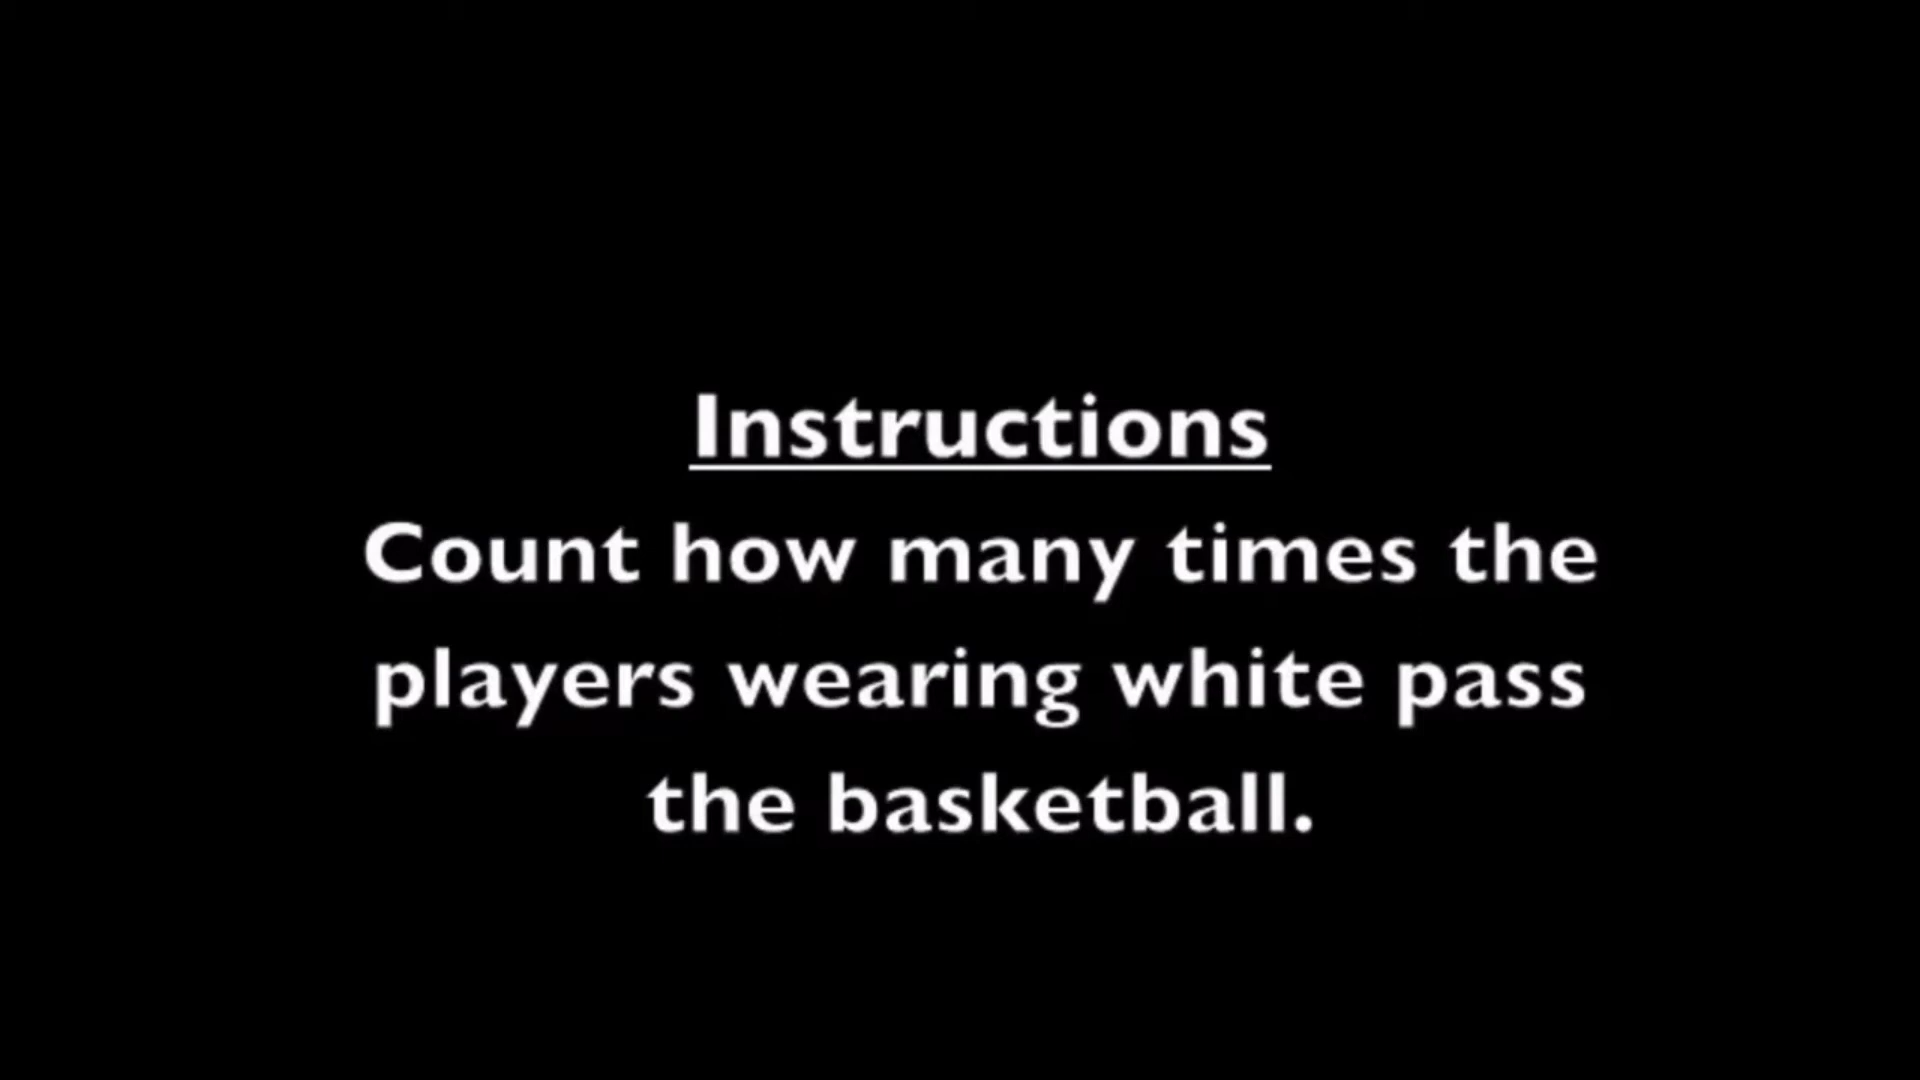 Instructions
Count how many times the
players wearing white pass
the basketball.